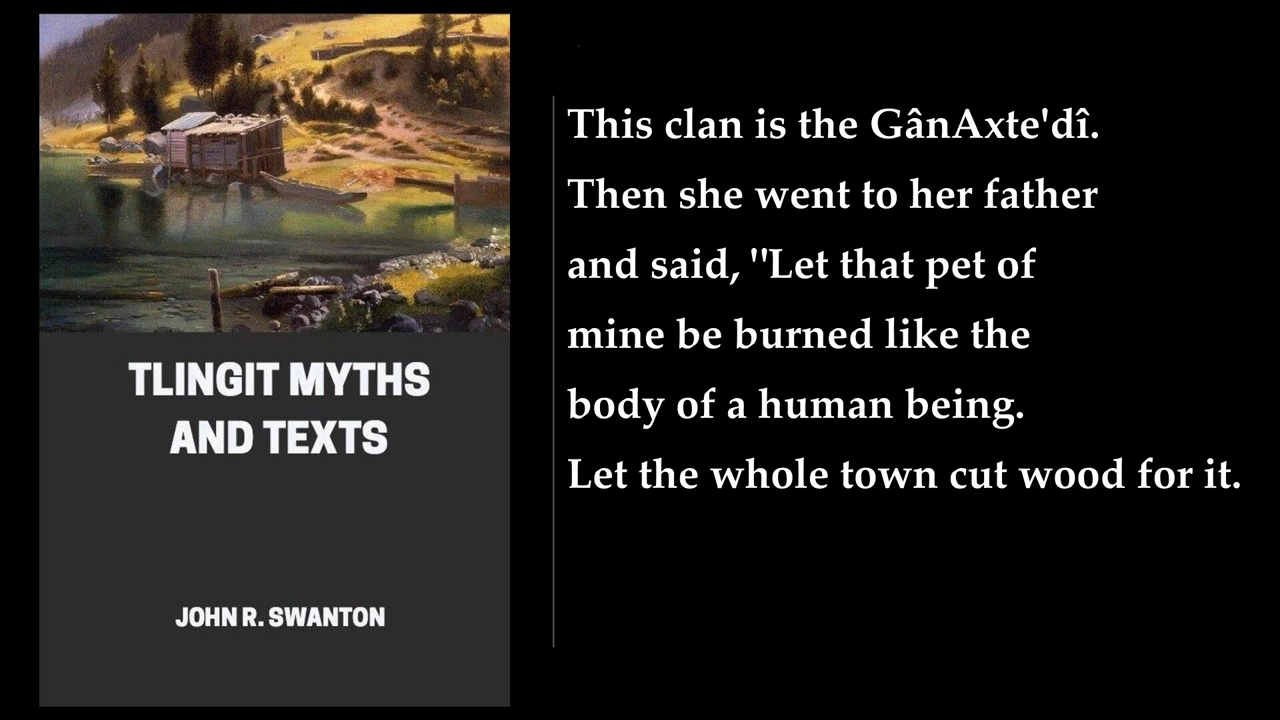 TLINGIT MYTHS
AND TEXTS
JOHN R. SWANTON
This clan is the GânAxte'dî.
Then she went to her father
and said, "Let that pet of
mine be burned like the
body of a human being.
Let the whole town cut wood for it.